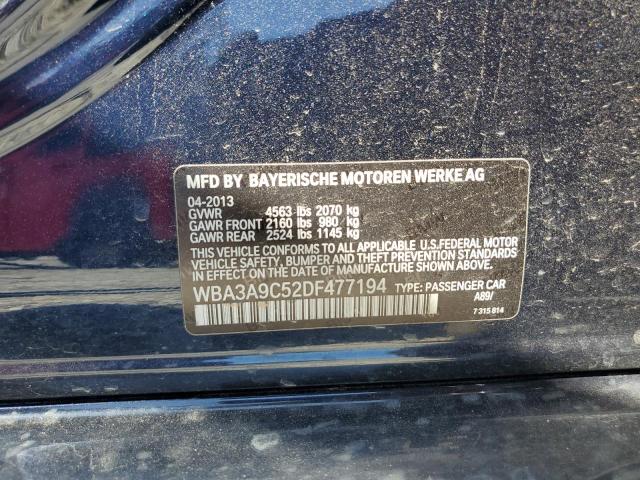 MFD BY BAYERISCHE MOTOREN WERKE AG
04-2013
GVWR 4563 lbs 2070 kg
GAWR FRONT 2160 lbs 980 kg
GAWR REAR 2524 lbs 1145 kg
THIS VEHICLE CONFORMS TO ALL APPLICABLE U.S.FEDERAL MOTOR
VEHICLE SAFETY, BUMPER, AND THEFT PREVENTION STANDARDS
IN EFFECT ON THE DATE OF MANUFACTURE SHOWN ABOVE.
WBA3A9C52DF477194 TYPE: PASSENGER CAR
A89/
7 315 814